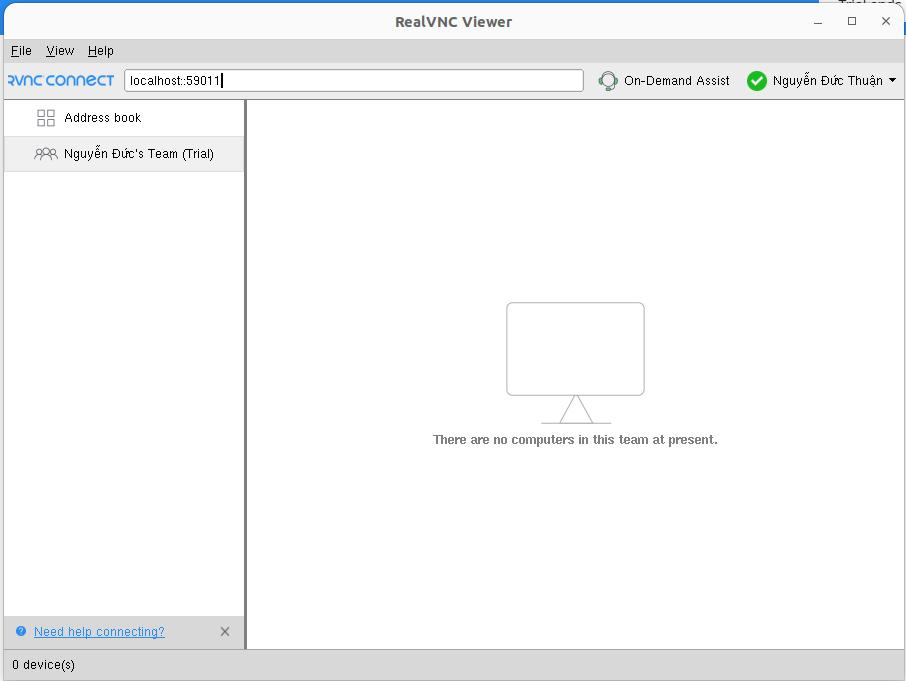 RealVNC Viewer
File View Help
RVNC CONNECT localhost::59011 On-Demand Assist Nguyễn Đức Thuận
Address book
Nguyễn Đức's Team (Trial)
There are no computers in this team at present.
Need help connecting?
0 device(s)